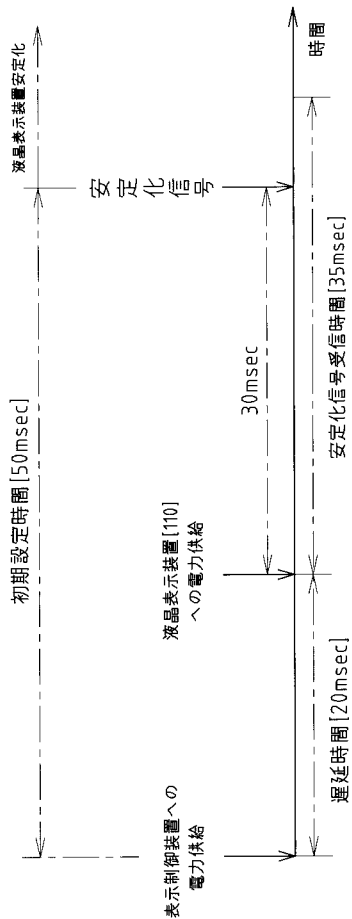 液晶表示装置安定化
初期設定時間[50msec]
安定化
信号
30msec
液晶表示装置[110]
への電力供給
表示制御装置への
電力供給
時間
遅延時間[20msec]
安定化信号受信時間[35msec]